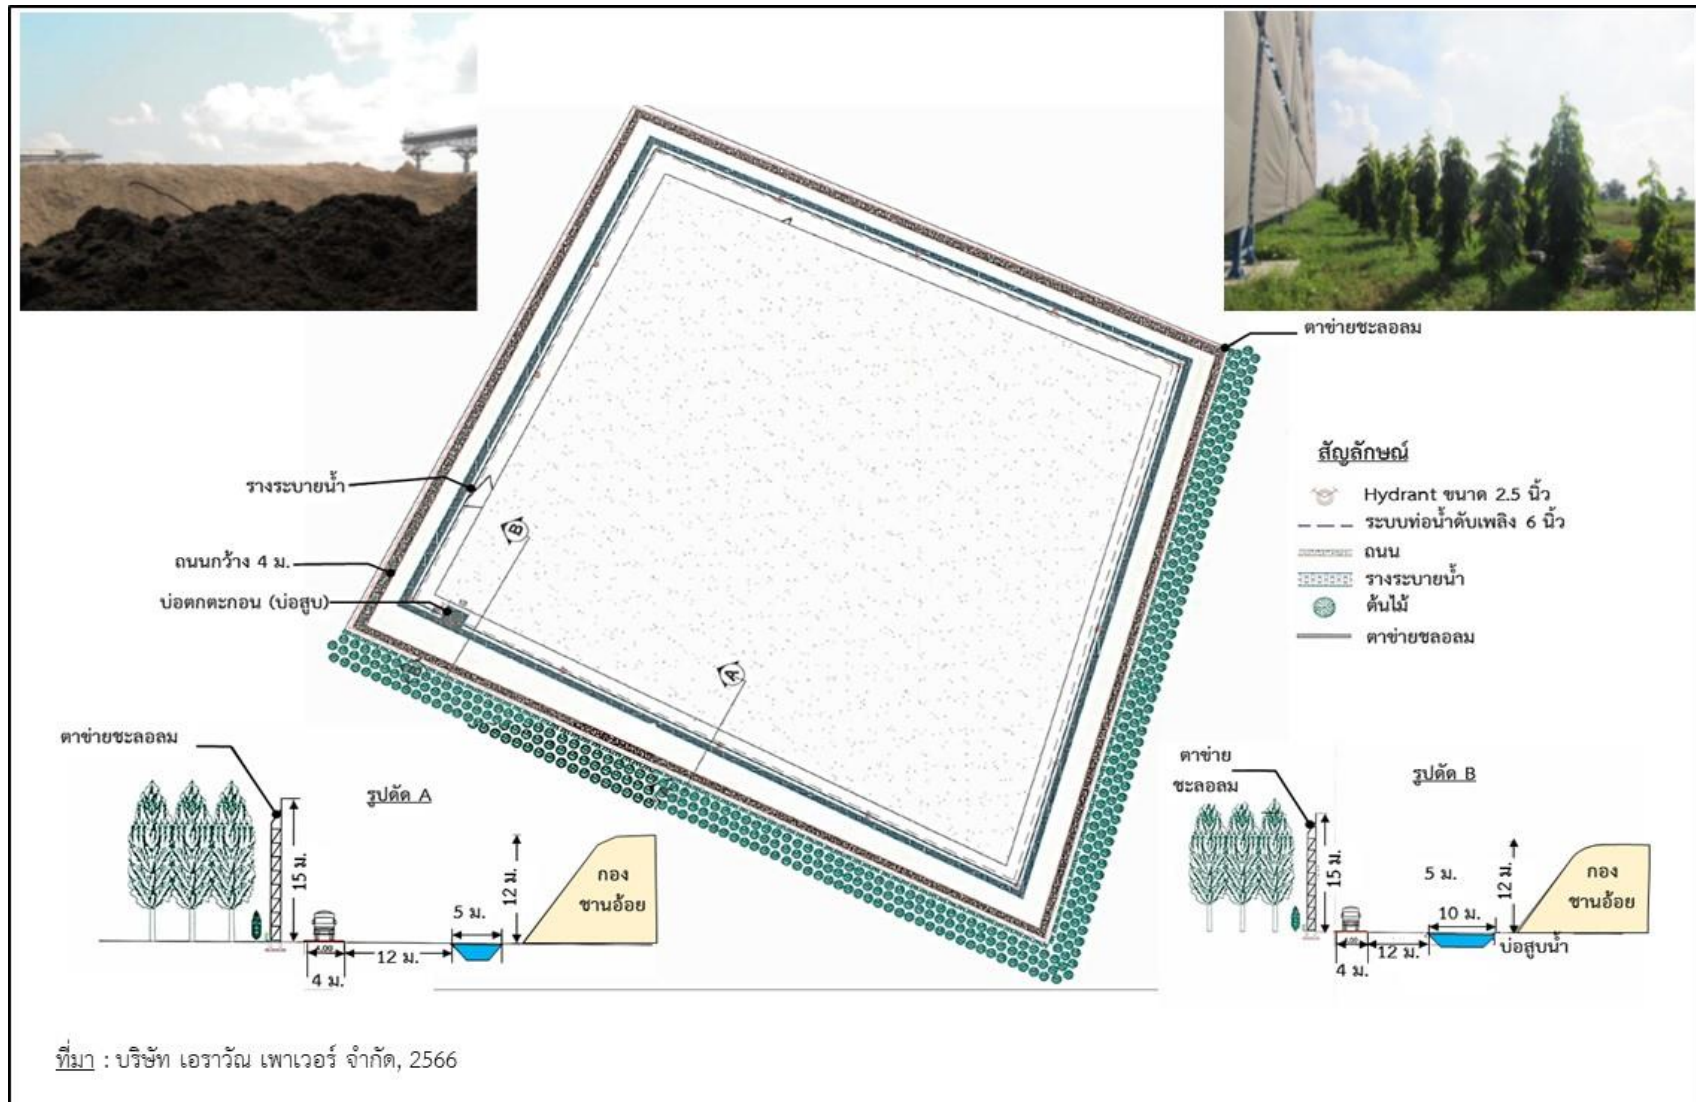 ตาข่ายชะลอลม
รางระบายน้ำ
ถนนกว้าง 4 ม.
บ่อตกตะกอน (บ่อสูบ)
B
A
สัญลักษณ์
Hydrant ขนาด 2.5 นิ้ว
ระบบท่อน้ำดับเพลิง 6 นิ้ว
ถนน
รางระบายน้ำ
ต้นไม้
ตาข่ายชลอลม
ตาข่ายชะลอลม
รูปตัด A
15 ม.
12 ม.
กอง
ชานอ้อย
5 ม.
4.00
12 ม.
4 ม.
ตาข่าย
ชะลอลม
รูปตัด B
15 ม.
5 ม.
12 ม.
กอง
ชานอ้อย
10 ม.
บ่อสูบน้ำ
12 ม.
4 ม.
ที่มา : บริษัท เอราวัณ เพาเวอร์ จำกัด, 2566